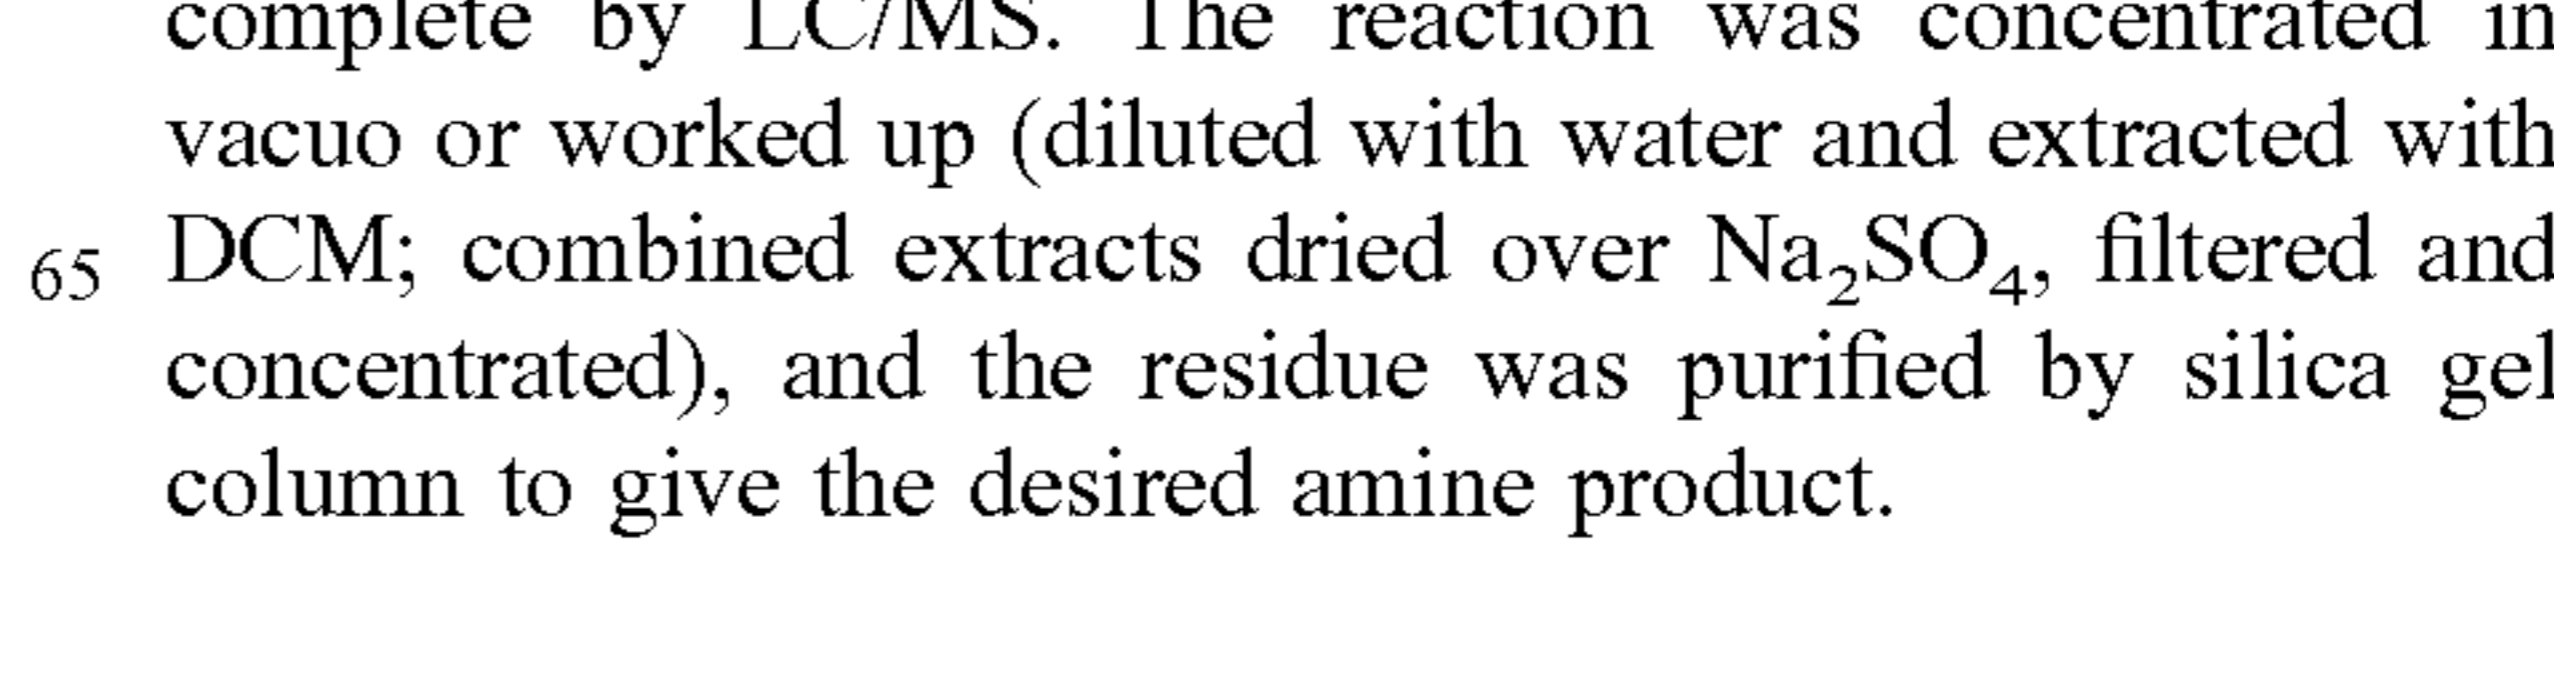 complete by LC/MS. The reaction was concentrated in
vacuo or worked up (diluted with water and extracted with
65 DCM; combined extracts dried over Na₂SO₄, filtered and
concentrated), and the residue was purified by silica gel
column to give the desired amine product.